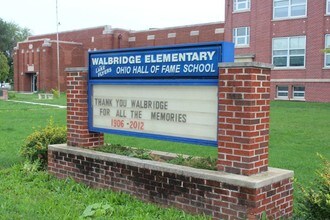 WALBRIDGE ELEMENTARY
OHIO HALL OF FAME SCHOOL
THANK YOU WALBRIDGE
FOR ALL THE MEMORIES
1906 - 2012